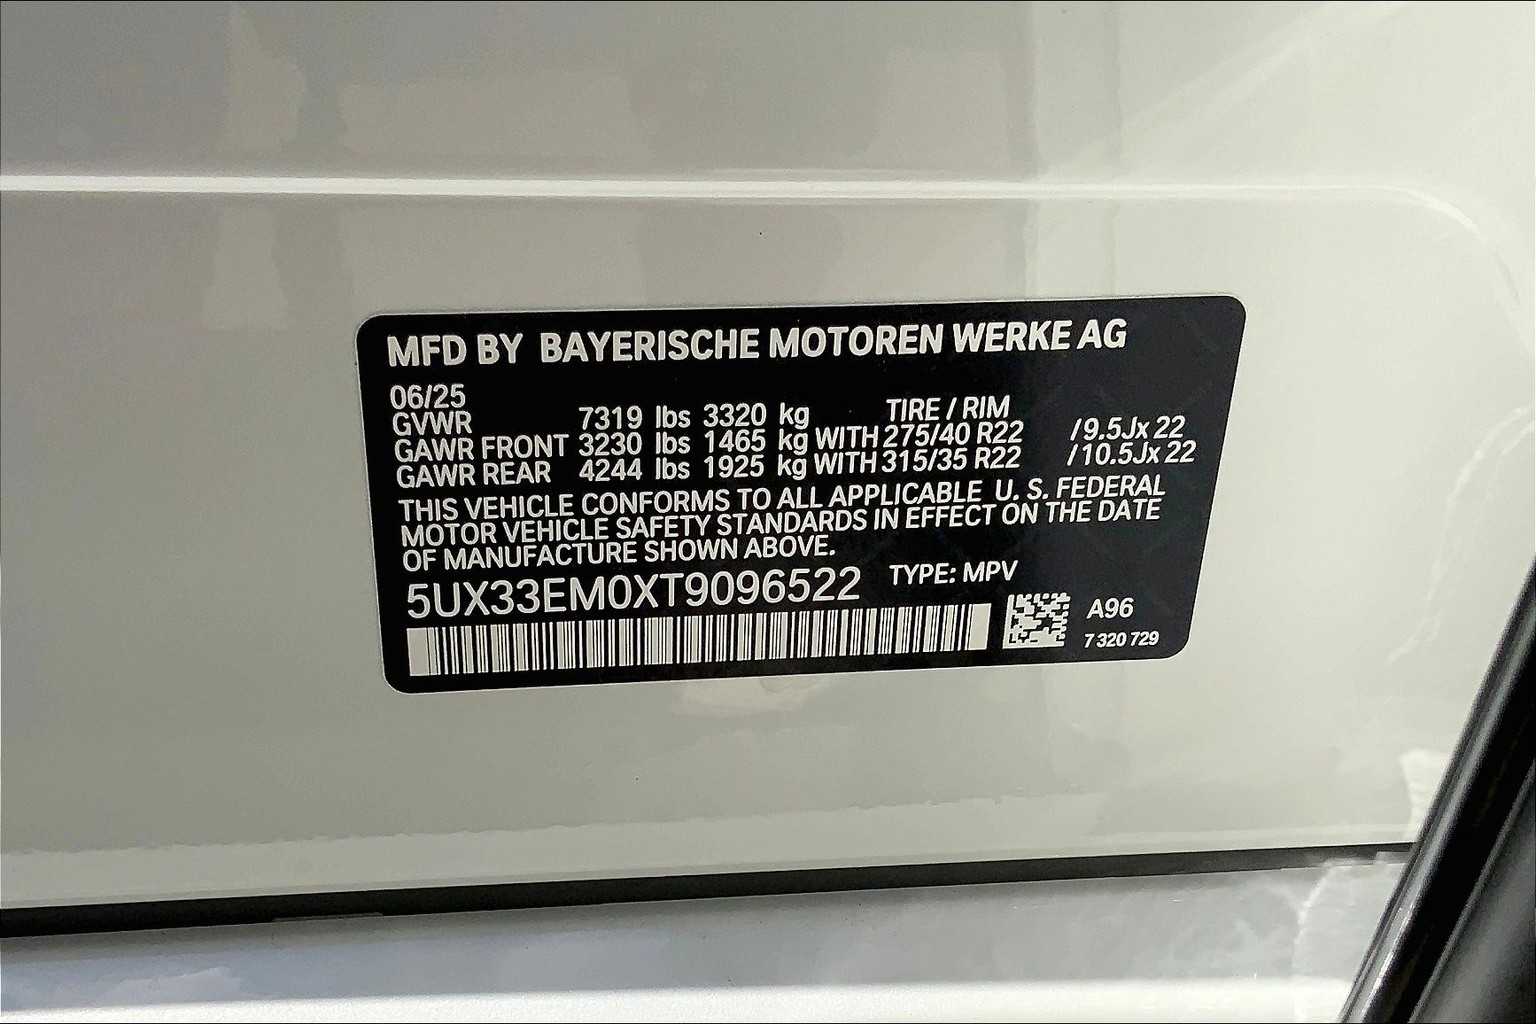 MFD BY BAYERISCHE MOTOREN WERKE AG
06/25
GVWR 7319 lbs 3320 kg TIRE / RIM
GAWR FRONT 3230 lbs 1465 kg WITH 275/40 R22 /9.5Jx 22
GAWR REAR 4244 lbs 1925 kg WITH 315/35 R22 /10.5Jx 22
THIS VEHICLE CONFORMS TO ALL APPLICABLE U. S. FEDERAL
MOTOR VEHICLE SAFETY STANDARDS IN EFFECT ON THE DATE
OF MANUFACTURE SHOWN ABOVE.
5UX33EM0XT9096522 TYPE: MPV
A96
7 320 729